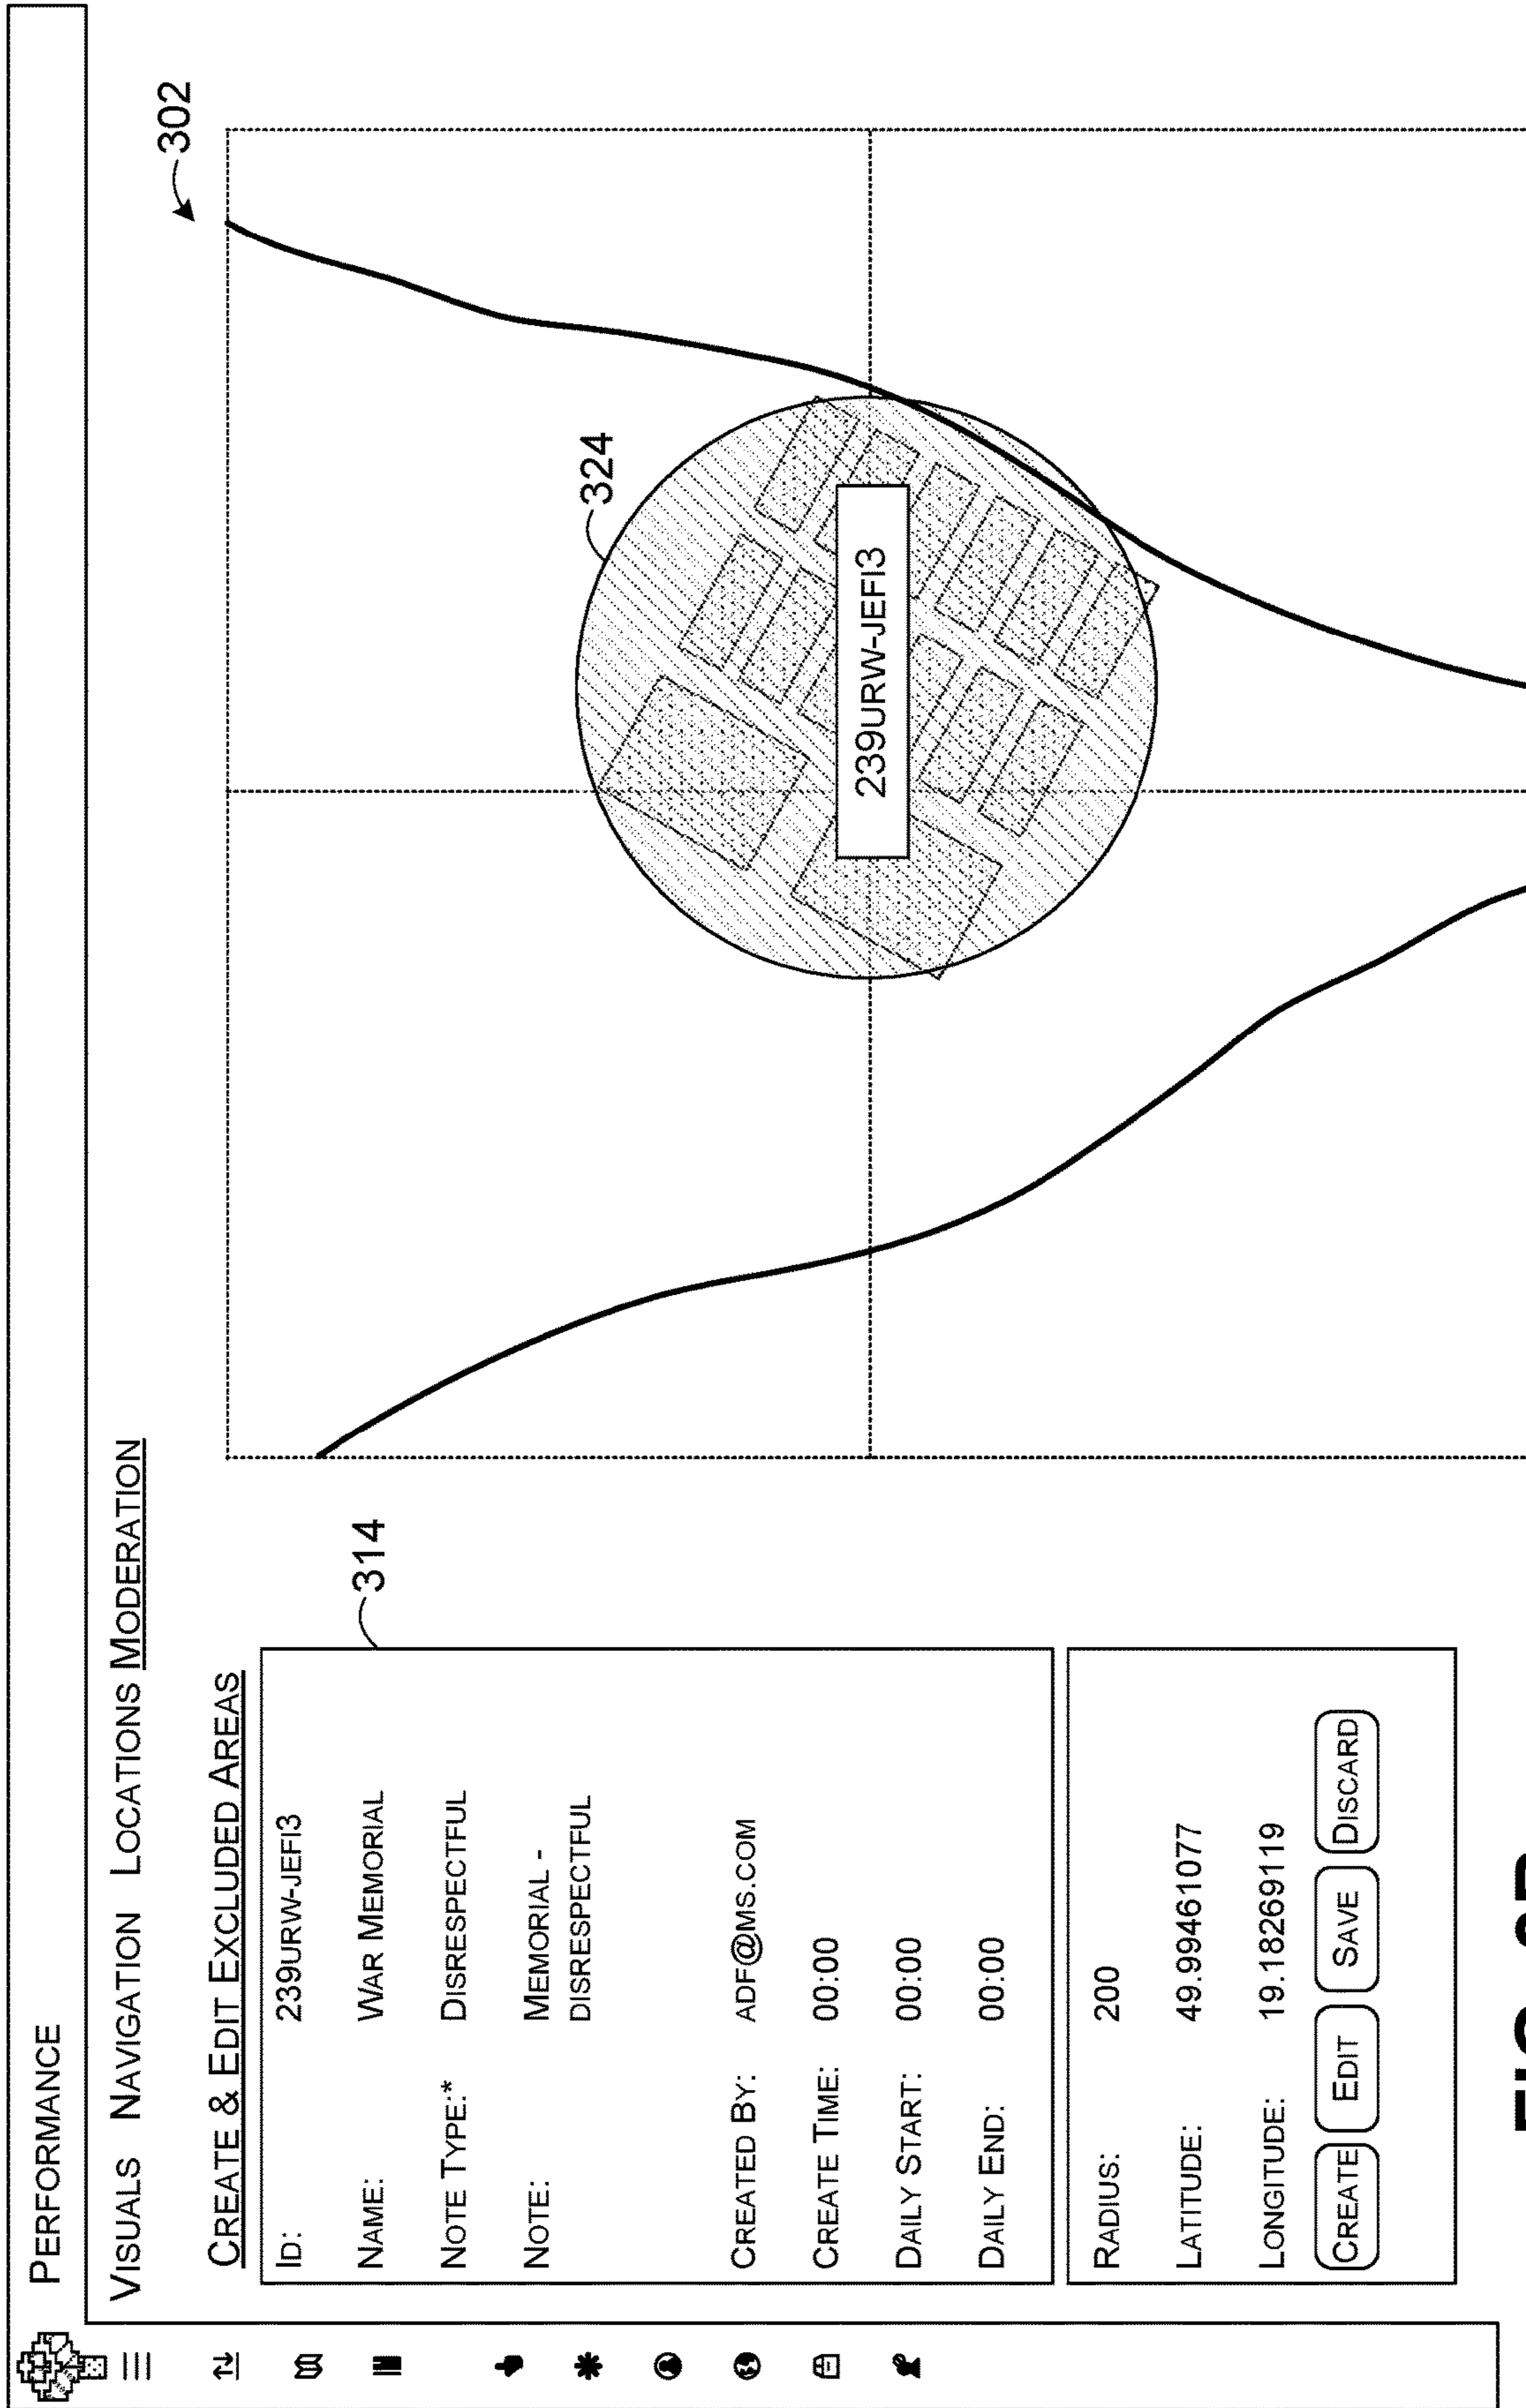 PERFORMANCE
VISUALS NAVIGATION LOCATIONS MODERATION
CREATE & EDIT EXCLUDED AREAS
ID: 239URW-JEFI3
NAME: WAR MEMORIAL
NOTE TYPE:* DISRESPECTFUL
NOTE: MEMORIAL -
DISRESPECTFUL
CREATED BY: ADF@MS.COM
CREATE TIME: 00:00
DAILY START: 00:00
DAILY END: 00:00
314
RADIUS: 200
LATITUDE: 49.99461077
LONGITUDE: 19.18269119
CREATE EDIT SAVE DISCARD
302
324
239URW-JEFI3